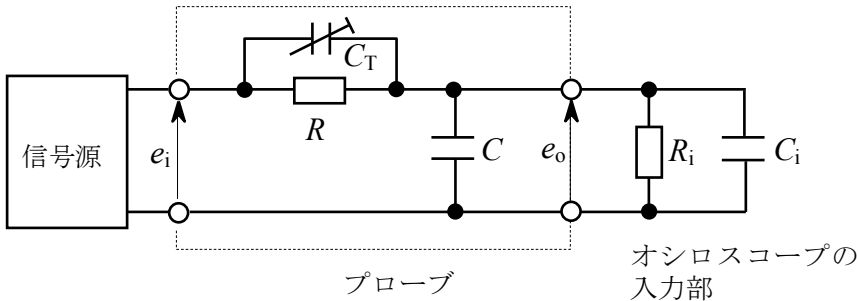 C_T
R
信号源
e_i
C
e_o
R_i
C_i
プローブ
オシロスコープの
入力部